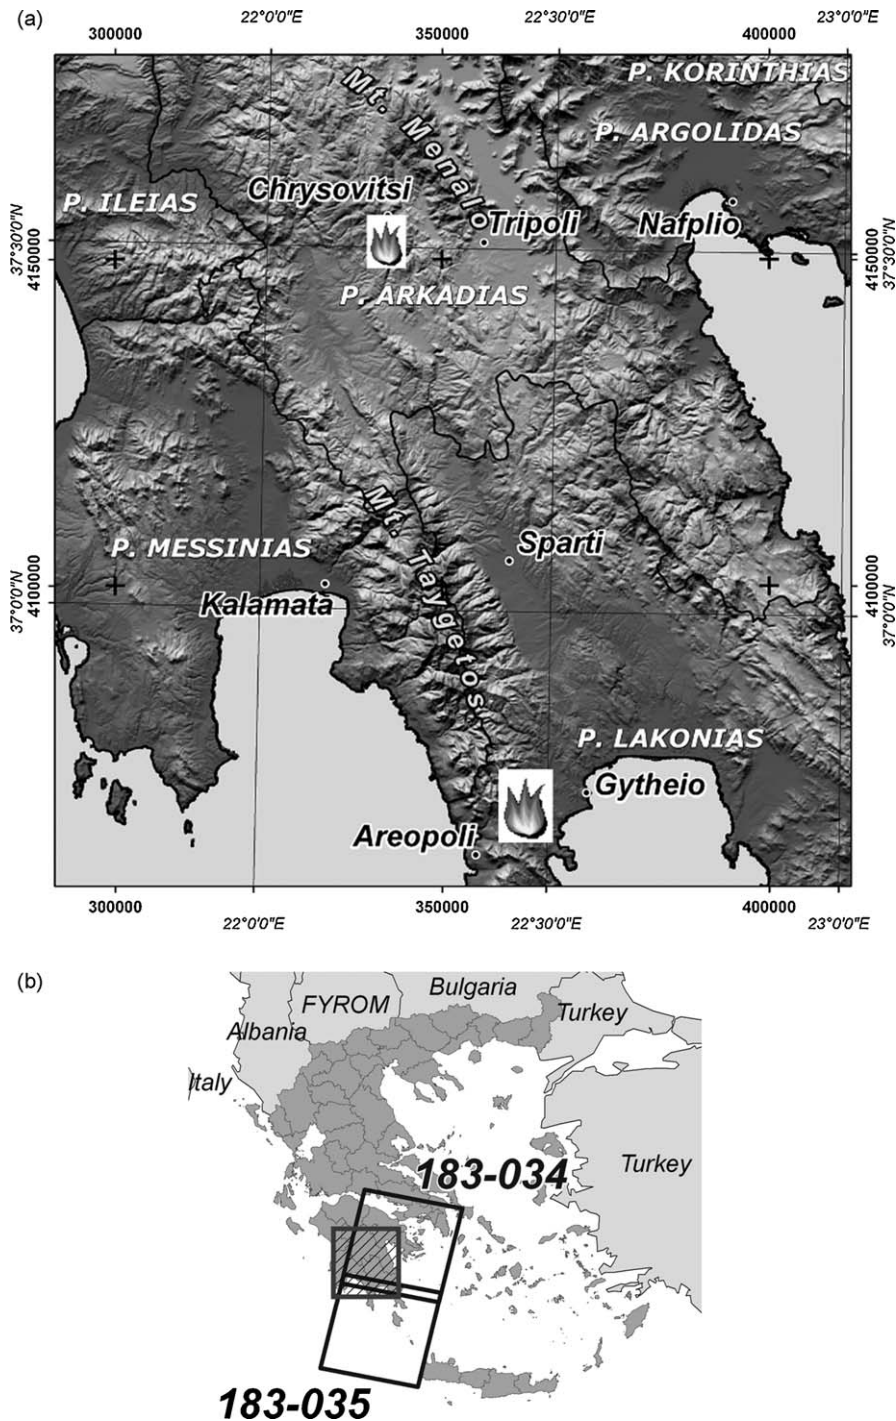 (a)
22°0'0"E 22°30'0"E 23°0'0"E
300000 350000 400000
P. KORINTHIAS
Mt. Menalo
P. ARGOLIDAS
Chrysovitsi
P. ILEIAS
Tripoli
Nafplio
37°30'0"N
4150000
4150000
37°30'0"N
P. ARKADIAS
Mt. Taygetos
Sparti
P. MESSINIAS
4100000
37°0'0"N
Kalamata
4100000
37°0'0"N
P. LAKONIAS
Gytheio
Areopoli
300000 350000 400000
22°0'0"E 22°30'0"E 23°0'0"E
(b)
Bulgaria
FYROM
Turkey
Albania
Italy
183-034
Turkey
183-035